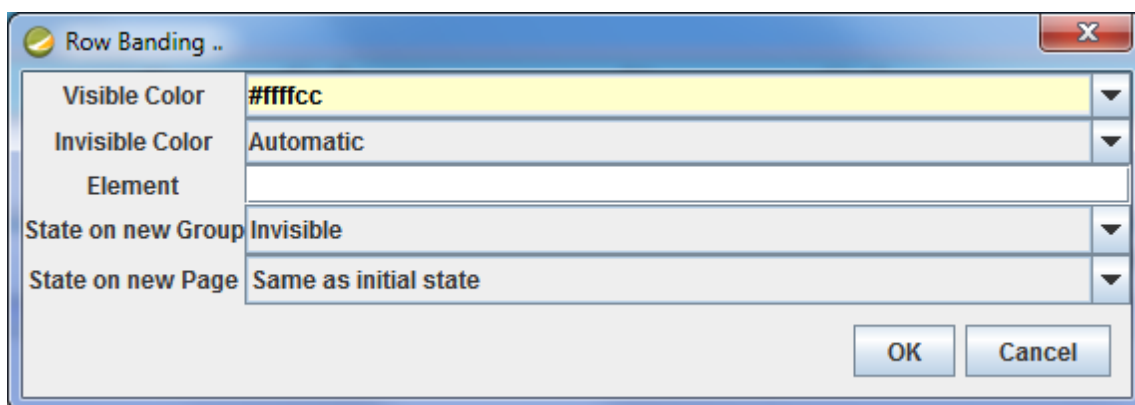 Row Banding ..
Visible Color #ffffcc
Invisible Color Automatic
Element
State on new Group Invisible
State on new Page Same as initial state
OK Cancel